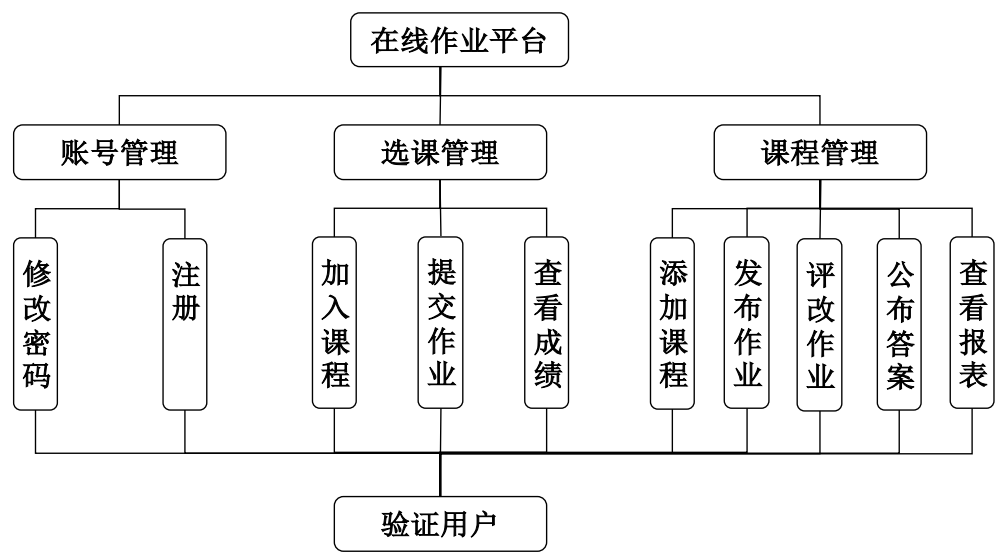 在线作业平台
账号管理
选课管理
课程管理
修改密码
注册
加入课程
提交作业
查看成绩
添加课程
发布作业
评改作业
公布答案
查看报表
验证用户